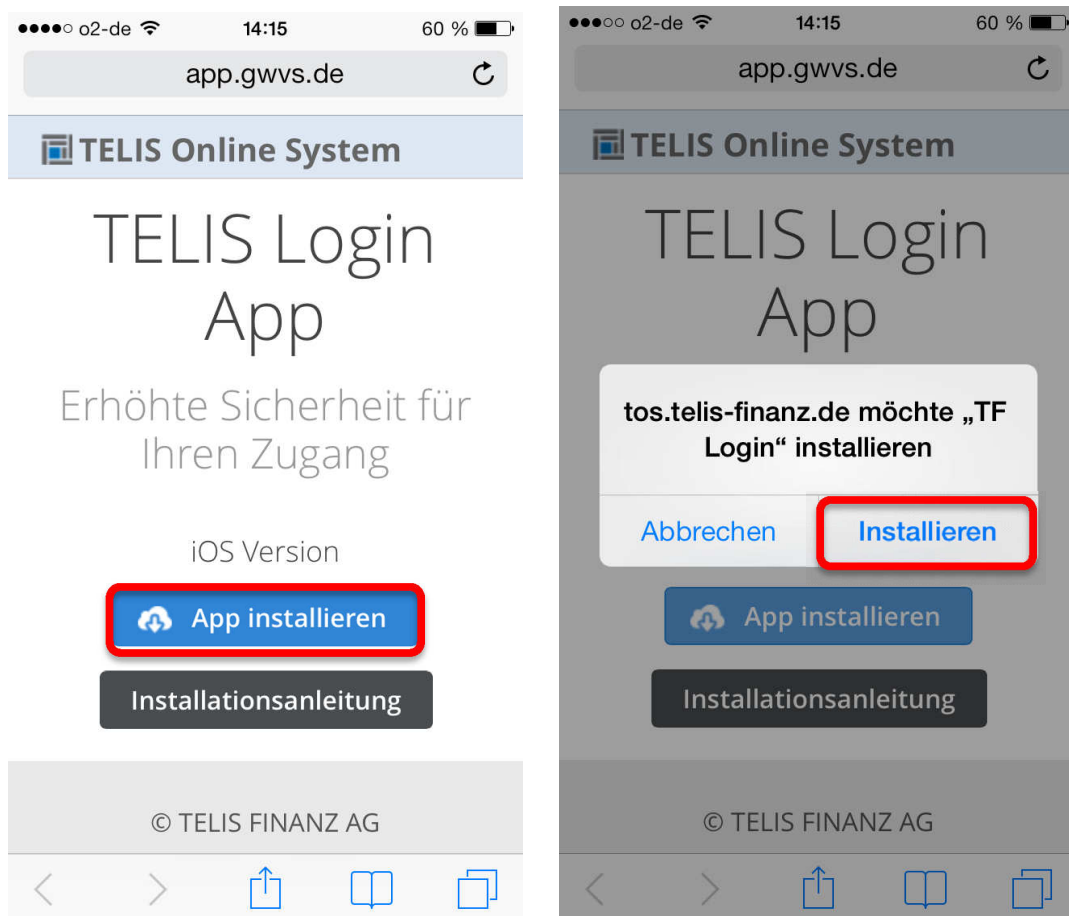 o2-de 14:15 60 %
app.gwvs.de
TELIS Online System
TELIS Login
App
Erhöhte Sicherheit für
Ihren Zugang
iOS Version
App installieren
Installationsanleitung
© TELIS FINANZ AG
o2-de 14:15 60 %
app.gwvs.de
TELIS Online System
TELIS Login
App
tos.telis-finanz.de möchte „TF
Login“ installieren
Abbrechen Installieren
App installieren
Installationsanleitung
© TELIS FINANZ AG